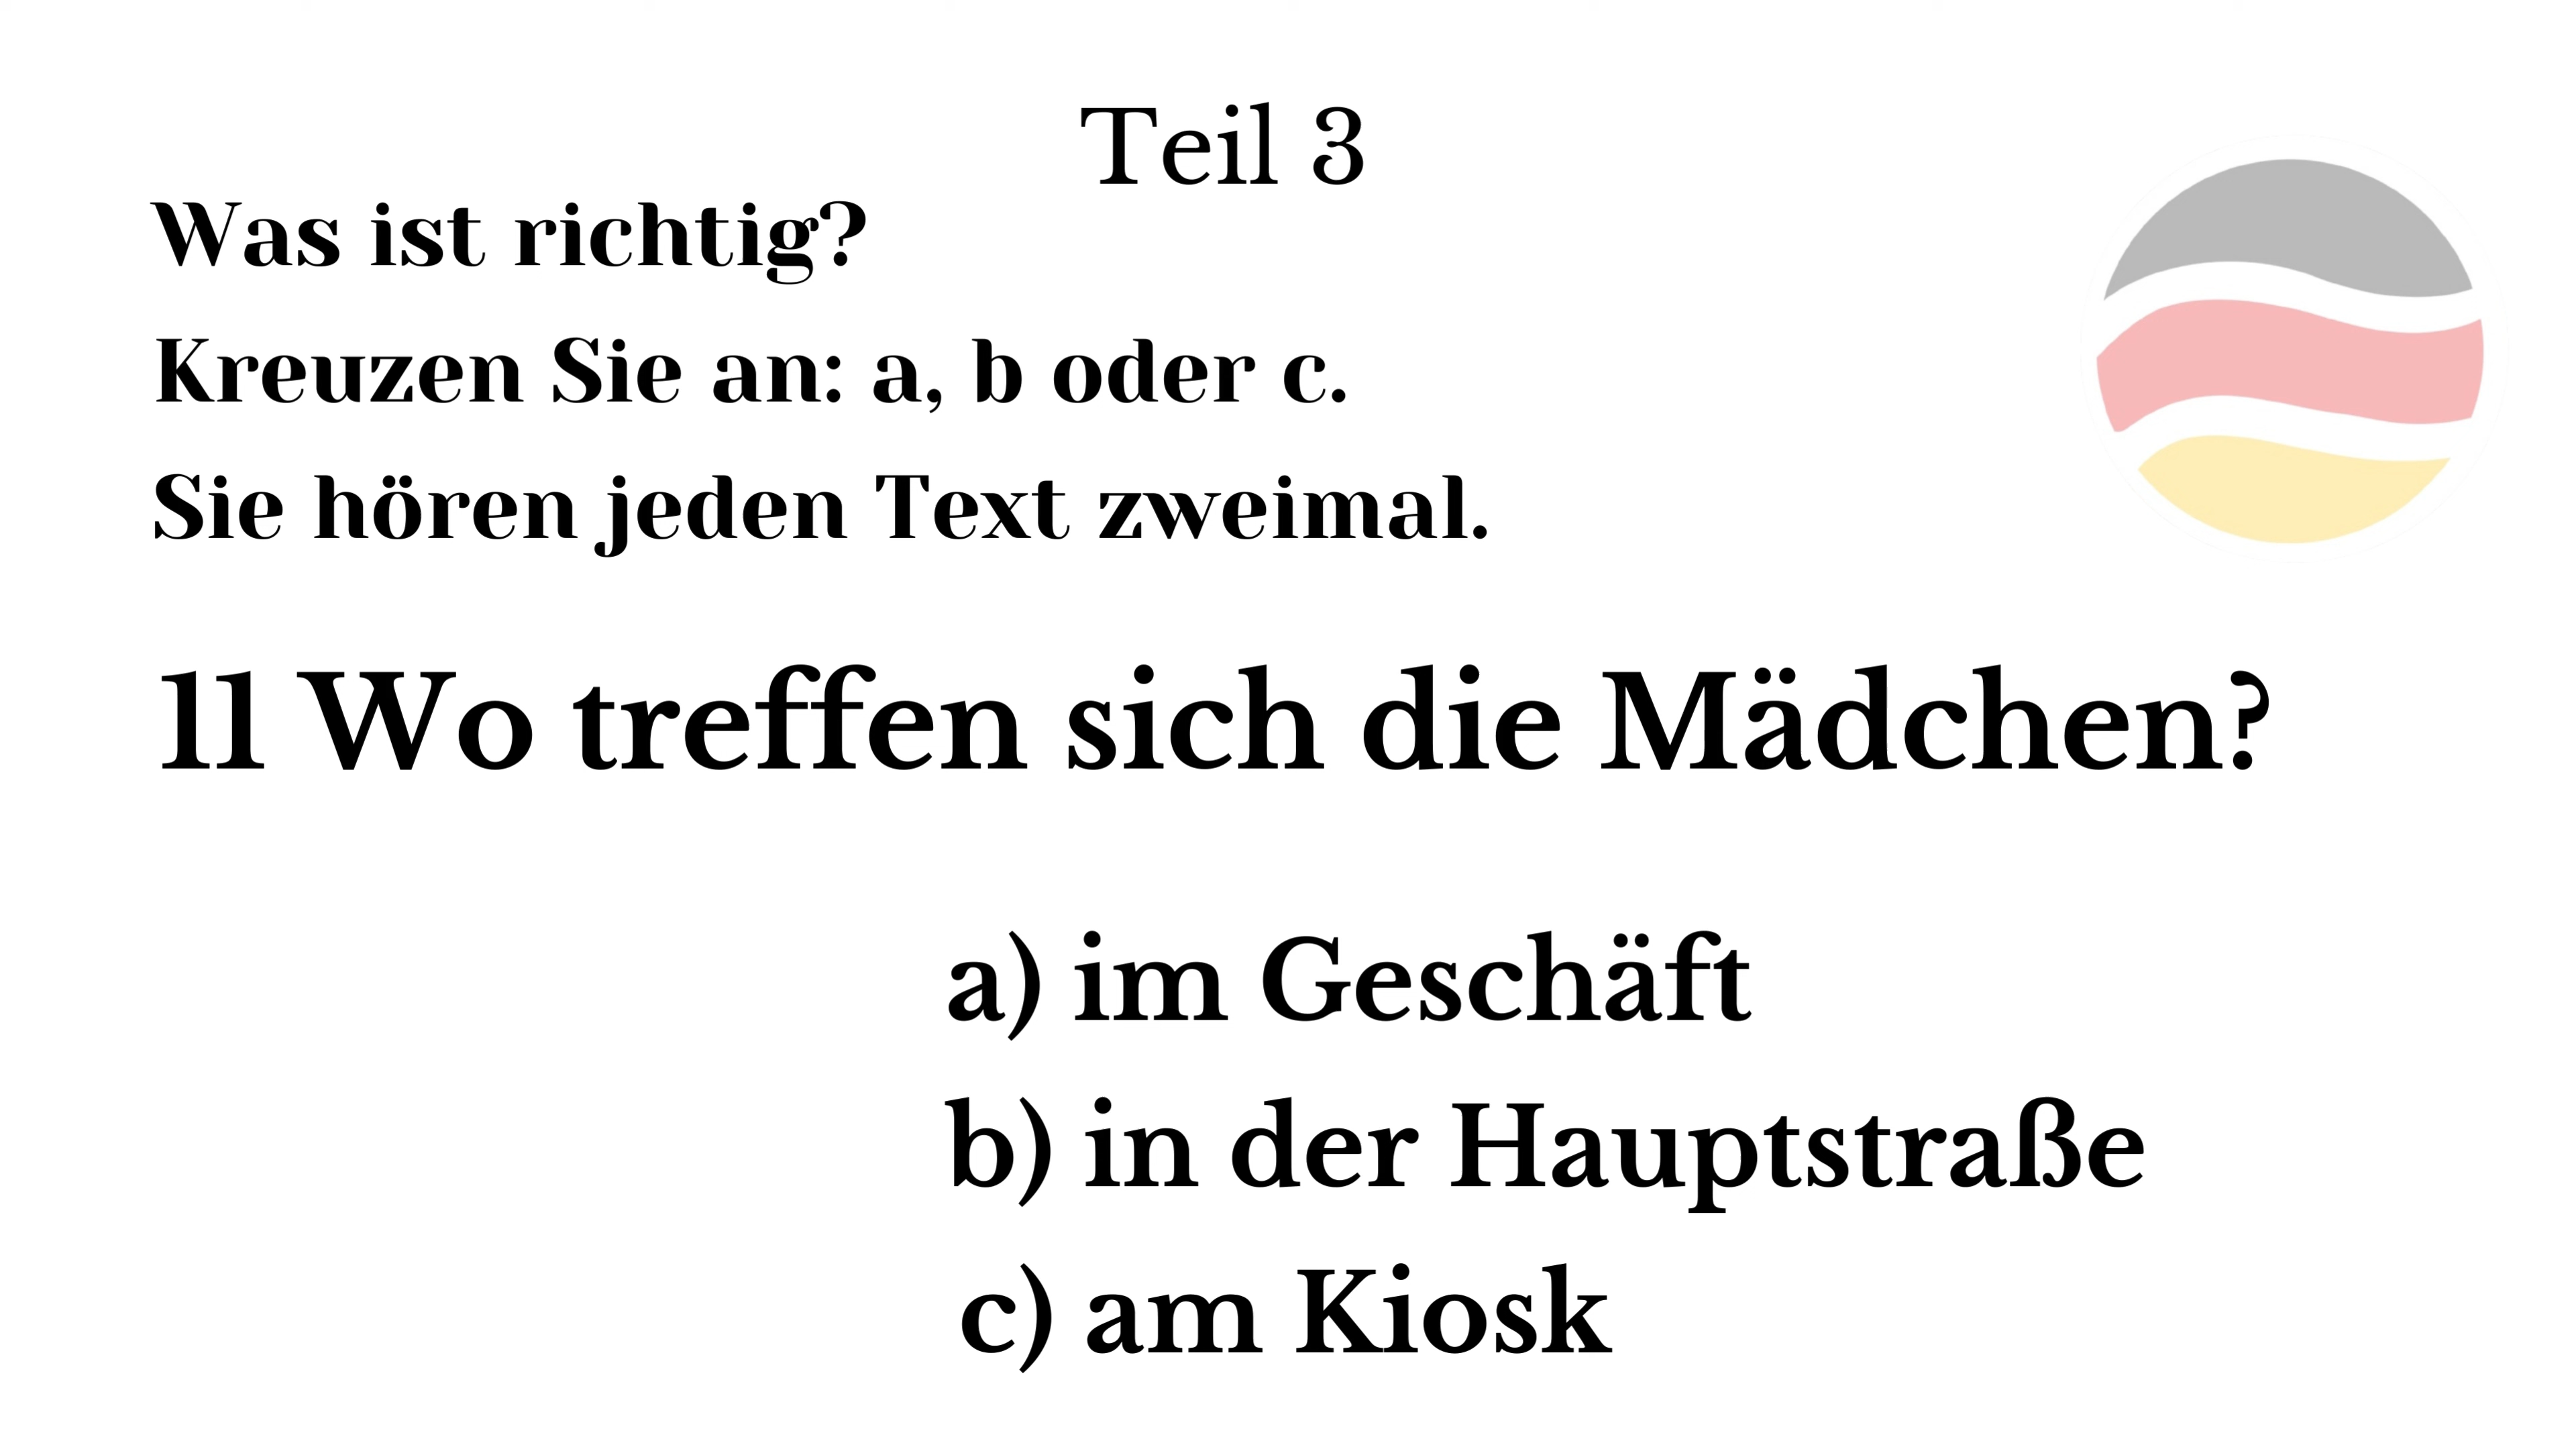 Teil 3
Was ist richtig?
Kreuzen Sie an: a, b oder c.
Sie hören jeden Text zweimal.
11 Wo treffen sich die Mädchen?
a) im Geschäft
b) in der Hauptstraße
c) am Kiosk